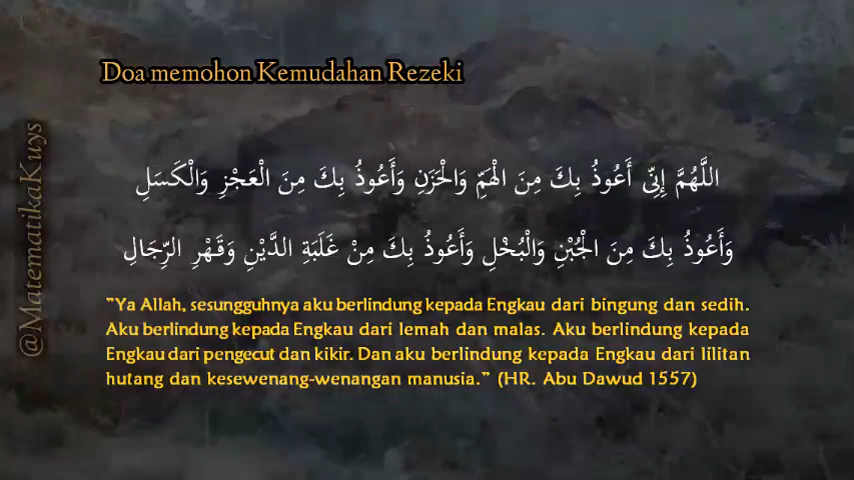 Doa memohon Kemudahan Rezeki
اللَّهُمَّ إِنِّى أَعُوذُ بِكَ مِنَ الْهَمِّ وَالْحَزَنِ وَأَعُوذُ بِكَ مِنَ الْعَجْزِ وَالْكَسَلِ
وَأَعُوذُ بِكَ مِنَ الْجُبْنِ وَالْبُخْلِ وَأَعُوذُ بِكَ مِنْ غَلَبَةِ الدَّيْنِ وَقَهْرِ الرِّجَالِ
"Ya Allah, sesungguhnya aku berlindung kepada Engkau dari bingung dan sedih.
Aku berlindung kepada Engkau dari lemah dan malas. Aku berlindung kepada
Engkau dari pengecut dan kikir. Dan aku berlindung kepada Engkau dari lilitan
hutang dan kesewenang-wenangan manusia." (HR. Abu Dawud 1557)
@MatematikaKuys